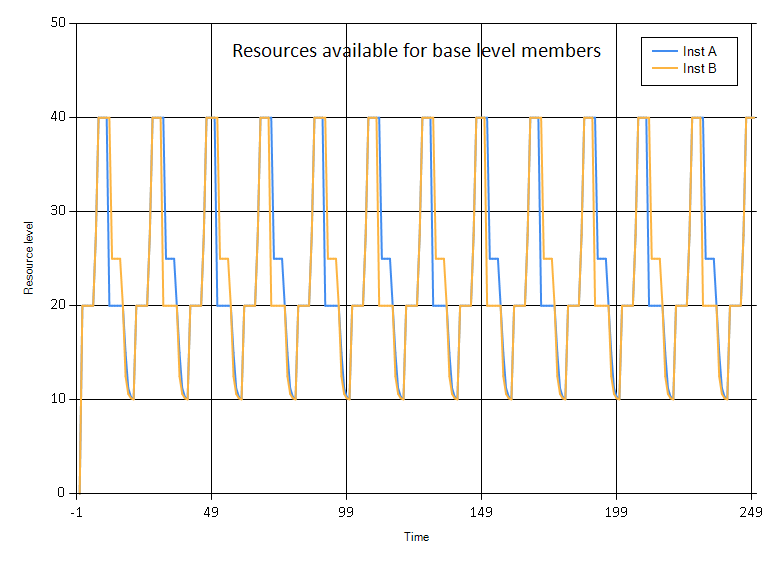 50
Resources available for base level members
Inst A
Inst B
40
30
Resource level
20
10
0
-1 49 99 149 199 249
Time